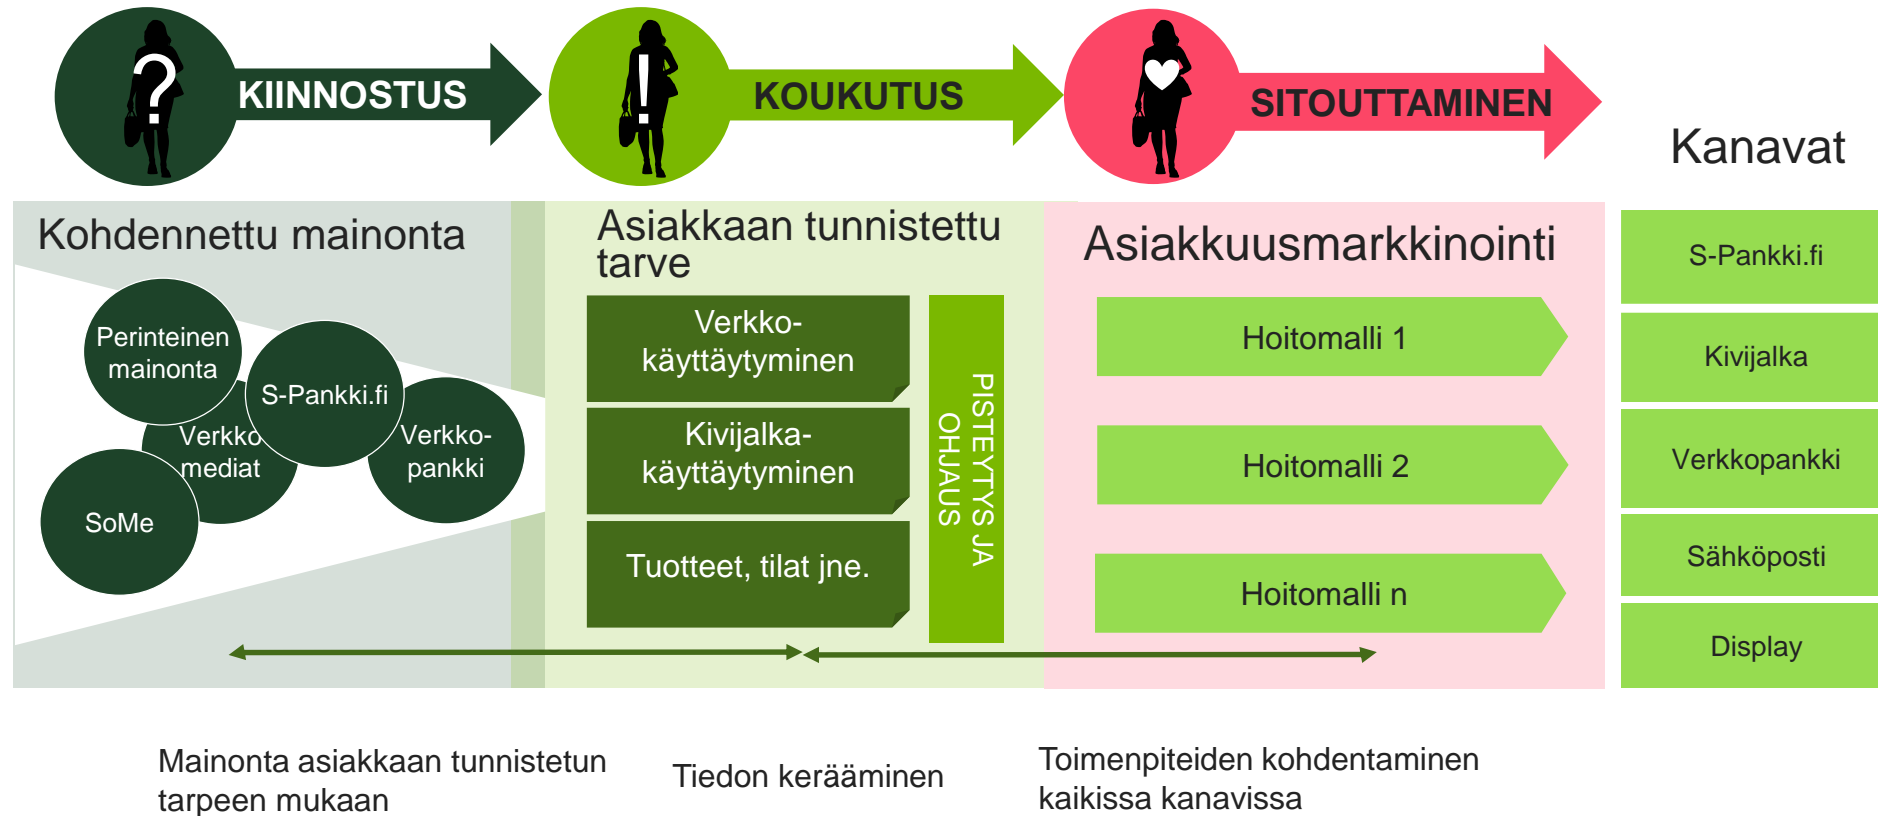 ?
KIINNOSTUS
!
KOUKUTUS
SITOUTTAMINEN
Kanavat
Kohdennettu mainonta
Perinteinen
mainonta
S-Pankki.fi
Verkko
mediat
Verkko-
pankki
SoMe
Asiakkaan tunnistettu
tarve
Verkko-
käyttäytyminen
Kivijalka-
käyttäytyminen
Tuotteet, tilat jne.
PISTEYTYS JA
OHJAUS
Asiakkuusmarkkinointi
Hoitomalli 1
Hoitomalli 2
Hoitomalli n
S-Pankki.fi
Kivijalka
Verkkopankki
Sähköposti
Display
Mainonta asiakkaan tunnistetun
tarpeen mukaan
Tiedon kerääminen
Toimenpiteiden kohdentaminen
kaikissa kanavissa